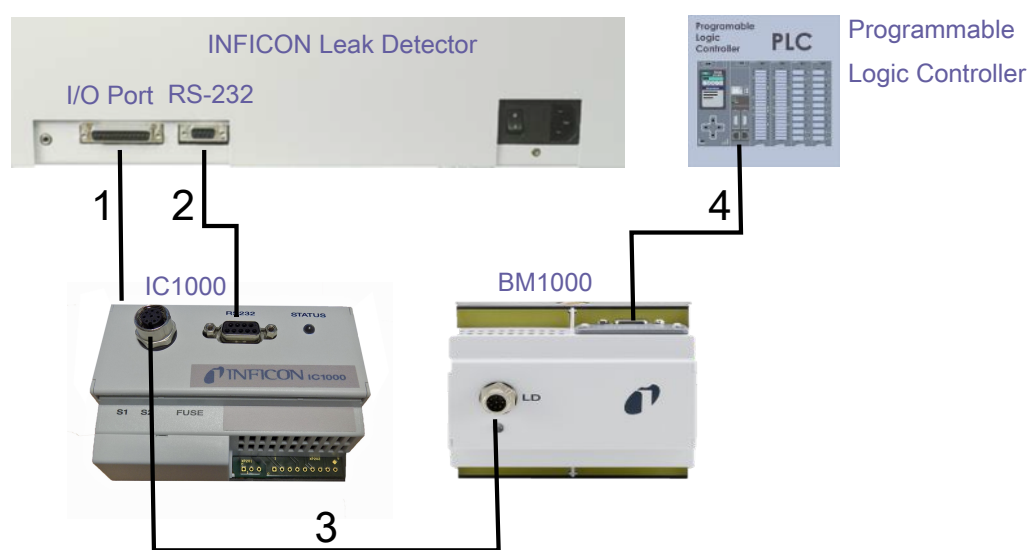 INFICON Leak Detector
I/O Port
RS-232
Programable
Logic
Controller
PLC
Programmable
Logic Controller
1
2
4
IC1000
BM1000
RS232
STATUS
INFICON IC1000
S1
S2
FUSE
LD
3